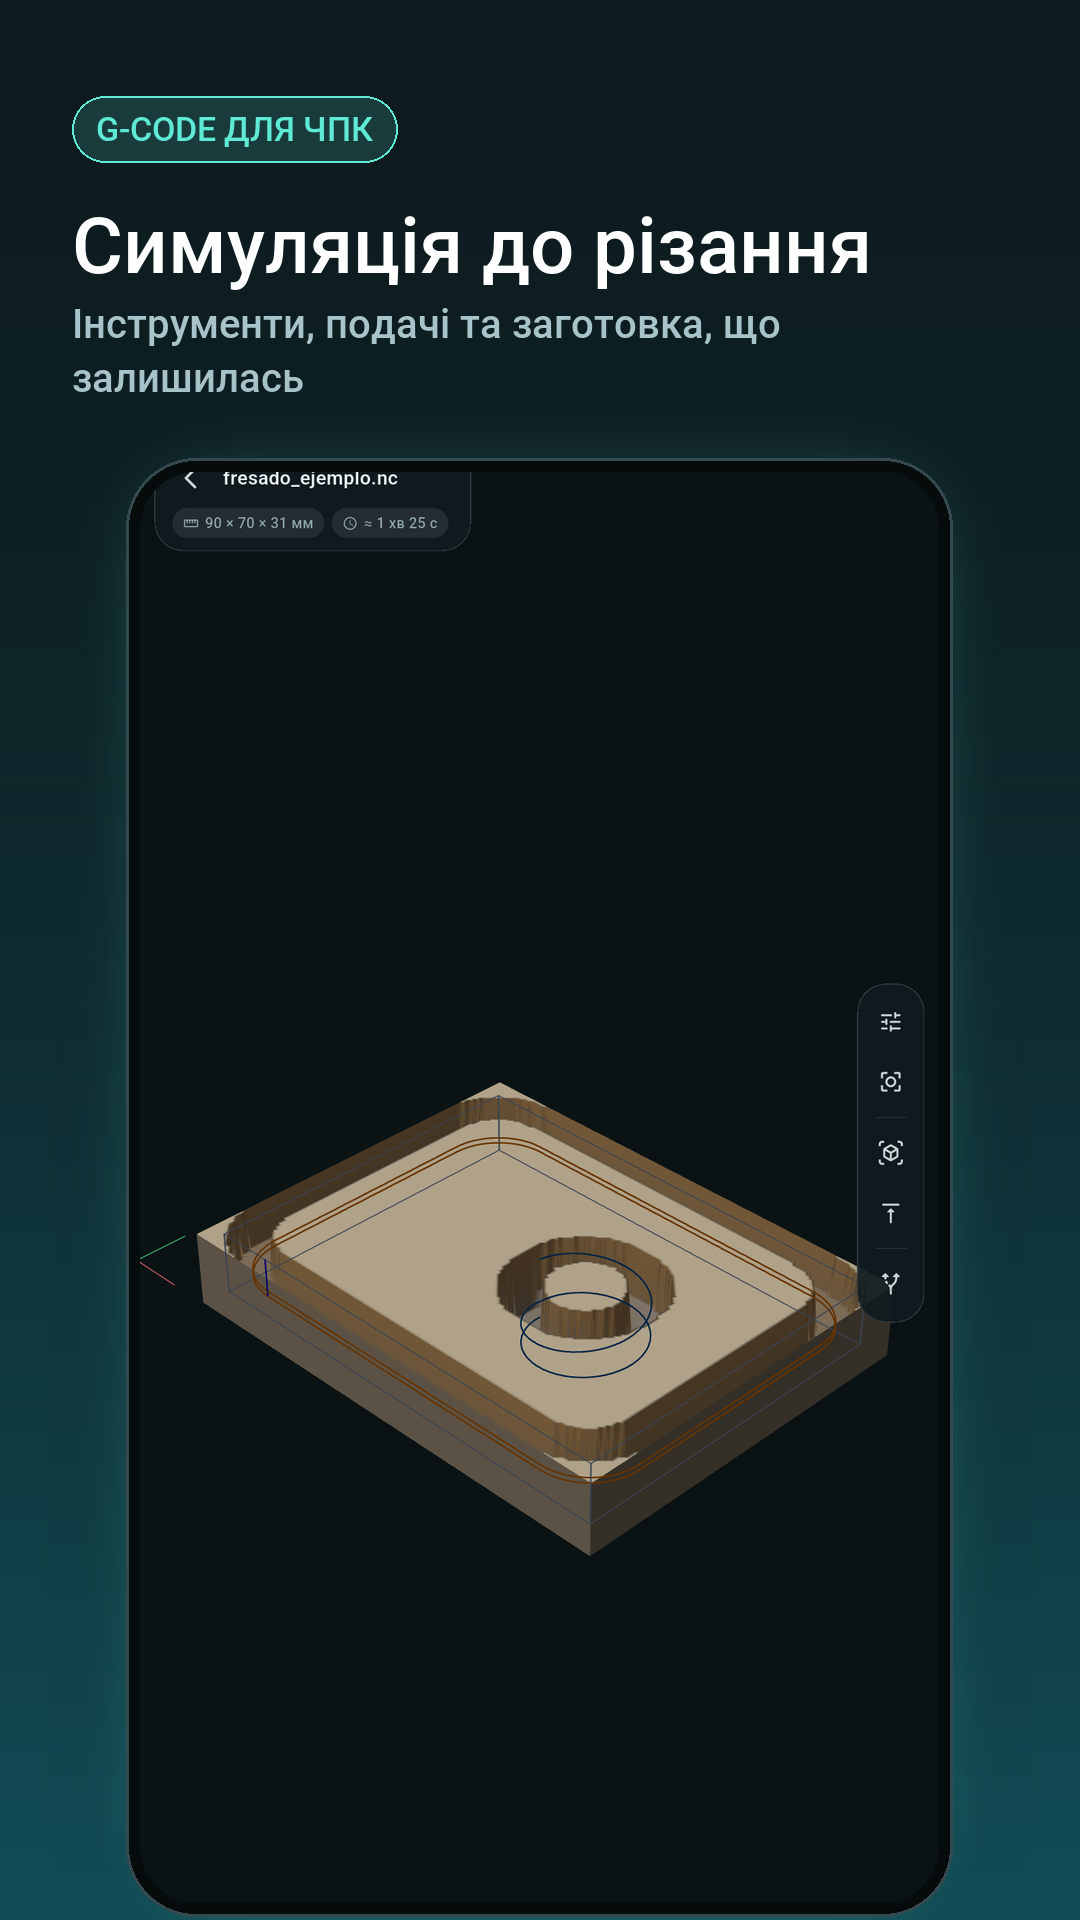 G-CODE ДЛЯ ЧПК
Симуляція до різання
Інструменти, подачі та заготовка, що
залишилась
fresado_ejemplo.nc
90 × 70 × 31 мм
≈ 1 хв 25 с